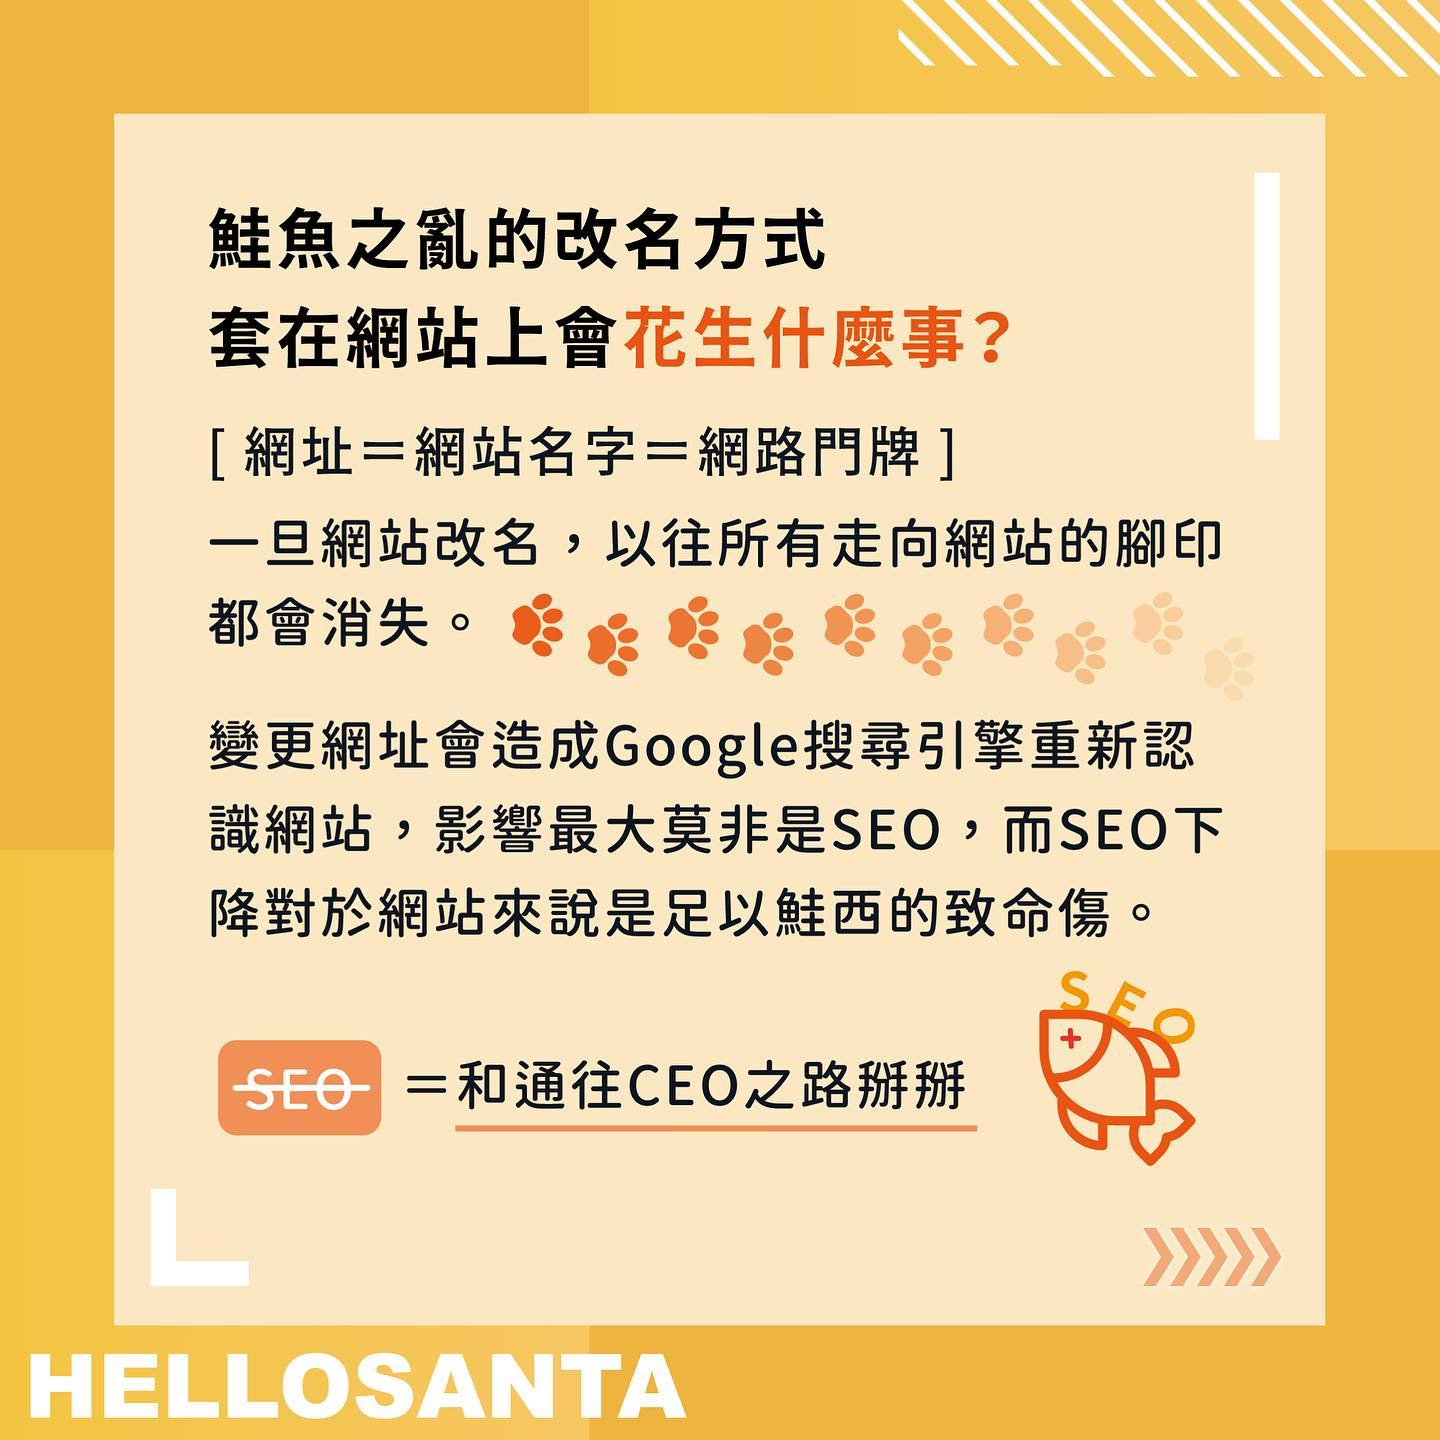 鮭魚之亂的改名方式
套在網站上會花生什麼事?
[ 網址＝網站名字＝網路門牌 ]
一旦網站改名，以往所有走向網站的腳印
都會消失。
變更網址會造成Google搜尋引擎重新認
識網站，影響最大莫非是SEO，而SEO下
降對於網站來說是足以鮭西的致命傷。
SEO
SEO ＝和通往CEO之路掰掰
HELLOSANTA